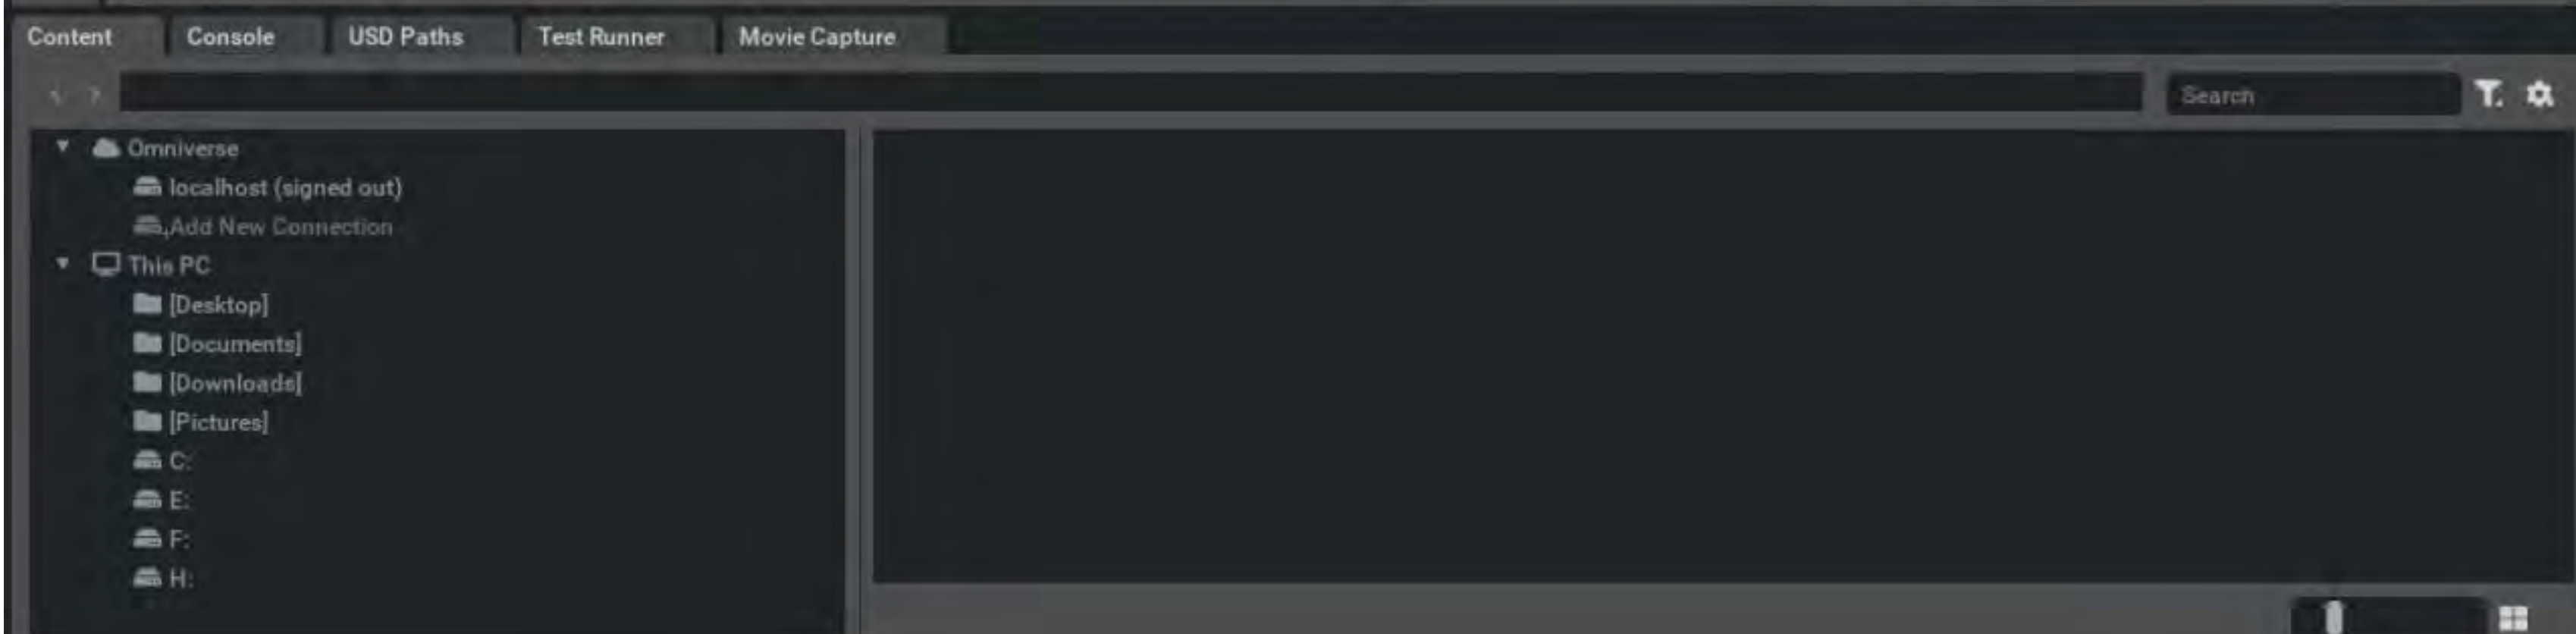 Content Console USD Paths Test Runner Movie Capture
Search
Omniverse
localhost (signed out)
Add New Connection
This PC
[Desktop]
[Documents]
[Downloads]
[Pictures]
C:
E:
F:
H: